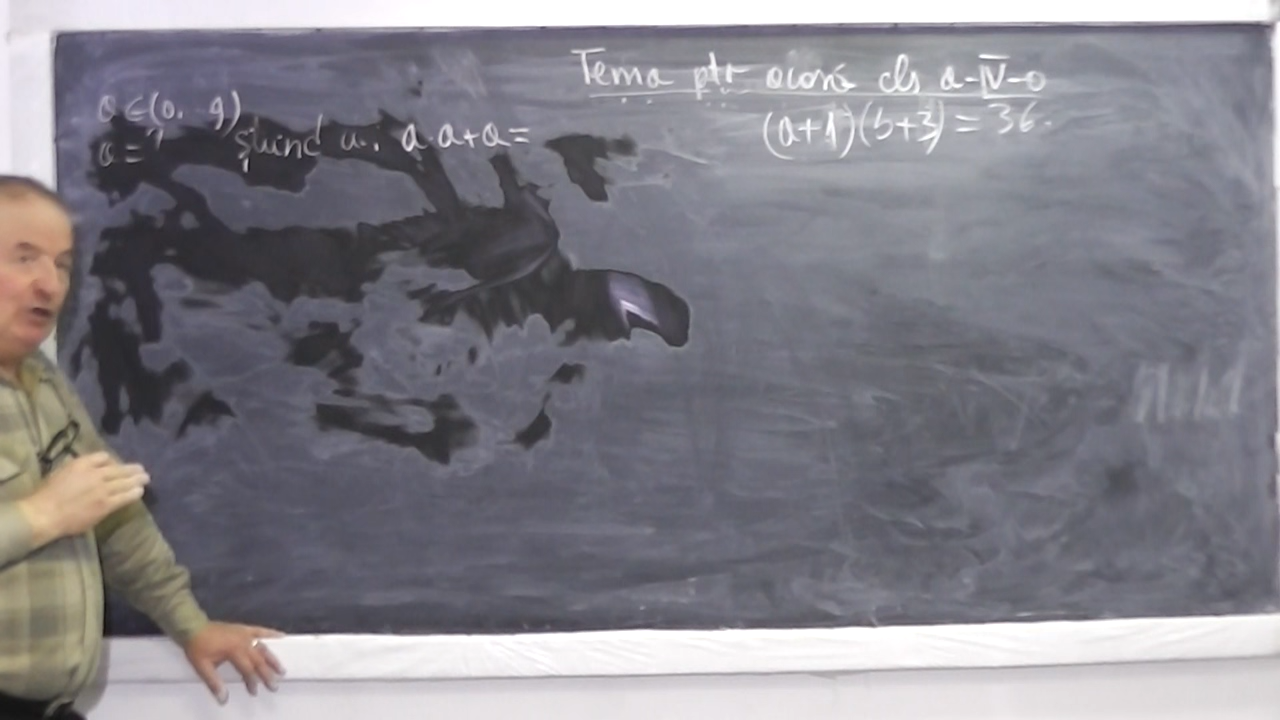 Tema ptr acasă cls a-IV-a
(a+1)(b+3) = 36.
a ∈ (0, 9)
a = ? știind a.. a·a+a=